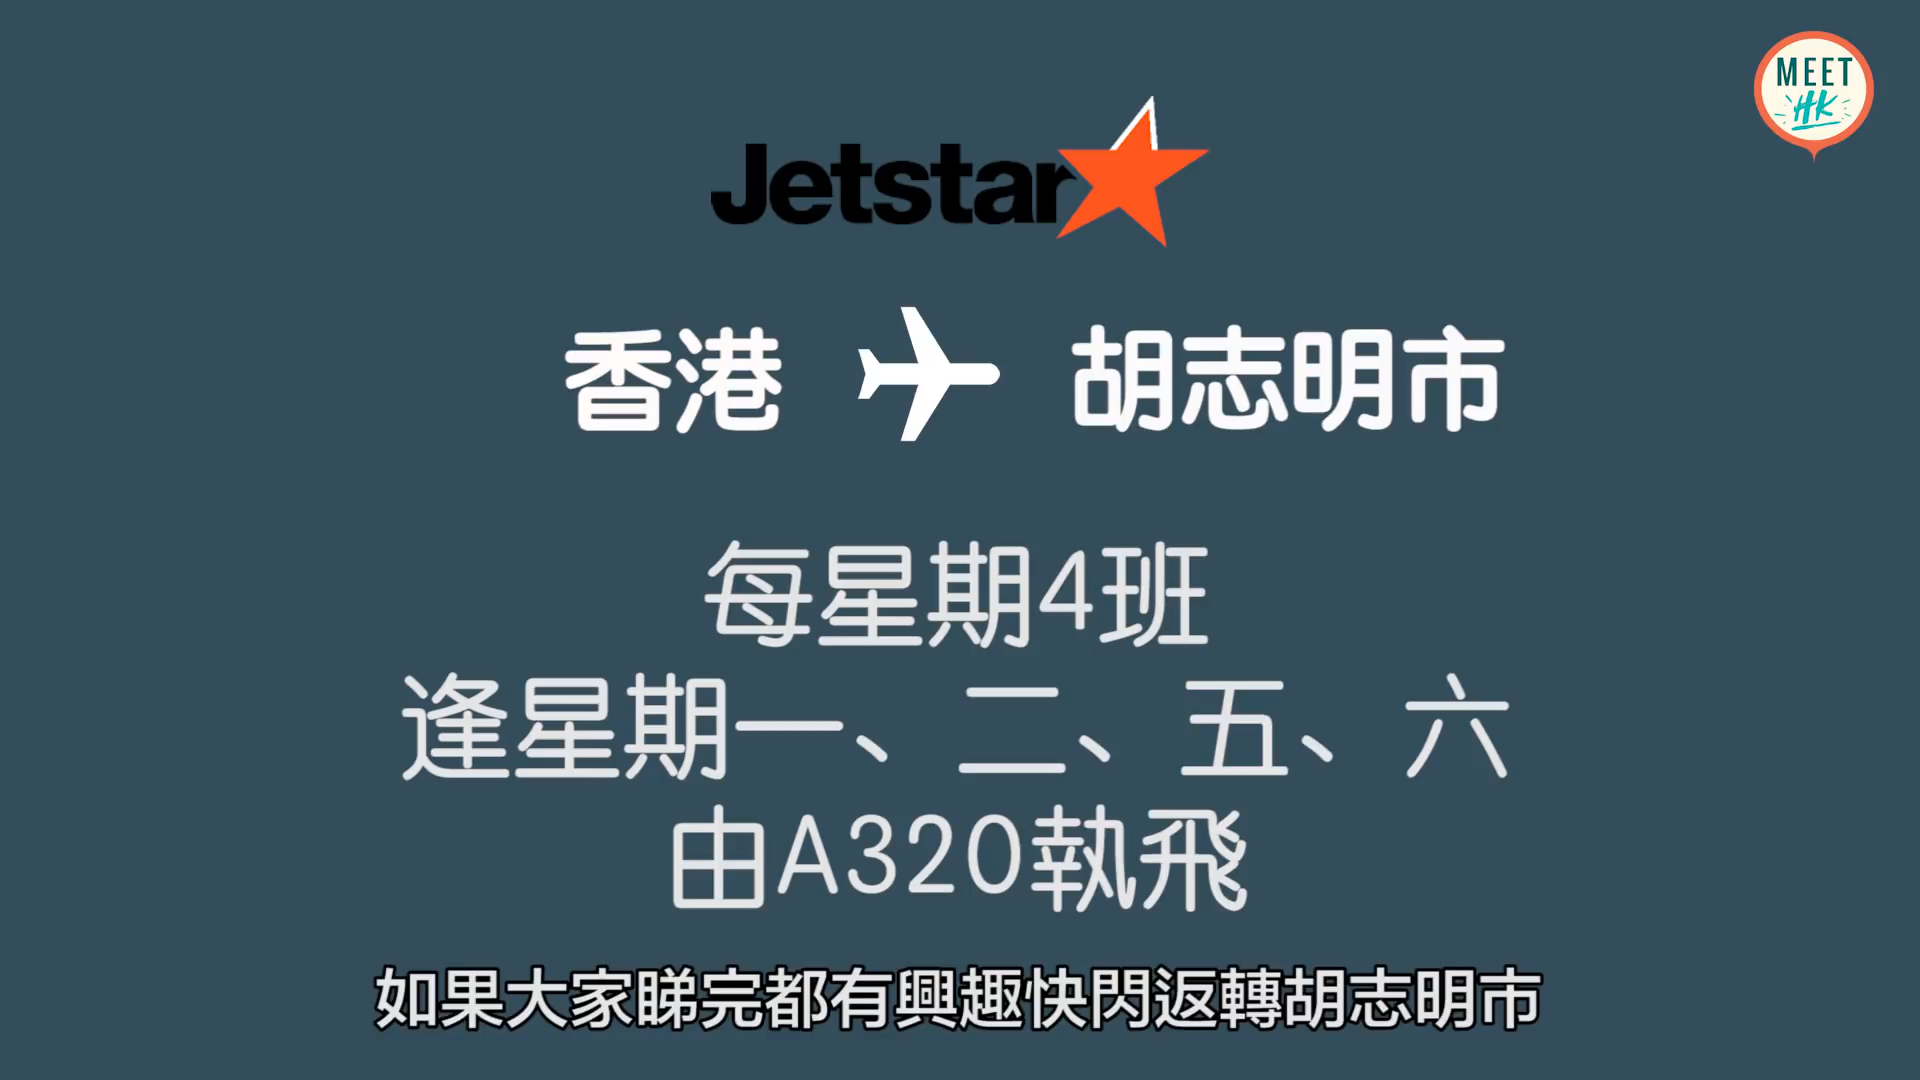 MEET
HK
Jetstar
香港 胡志明市
每星期4班
逢星期一、二、五、六
由A320執飛
如果大家睇完都有興趣快閃返轉胡志明市